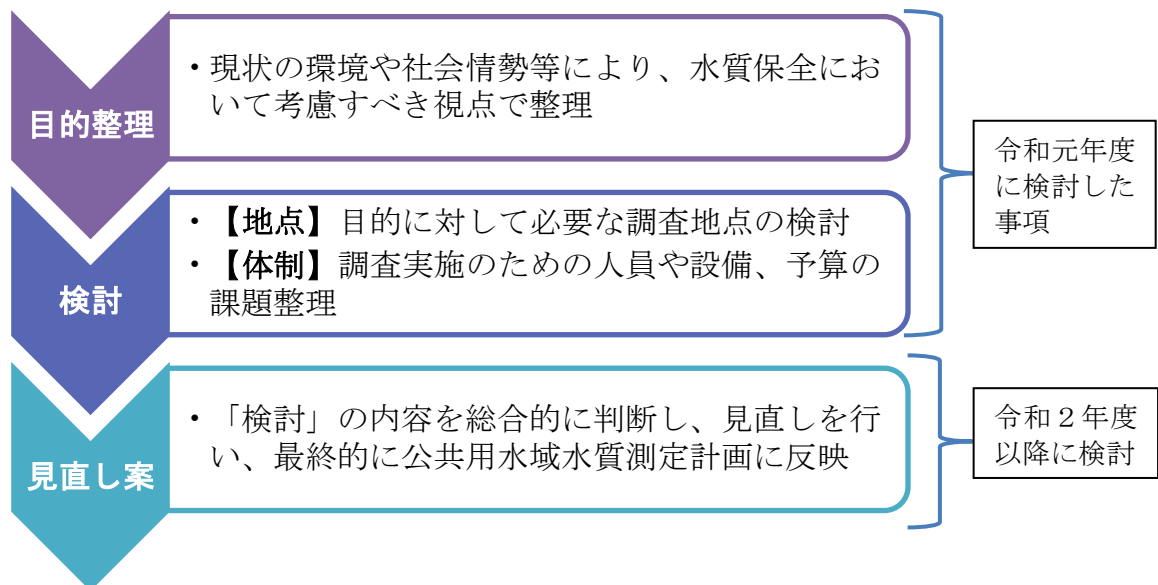 目的整理
・現状の環境や社会情勢等により、水質保全にお
いて考慮すべき視点で整理
検討
・【地点】目的に対して必要な調査地点の検討
・【体制】調査実施のための人員や設備、予算の
課題整理
令和元年度
に検討した
事項
見直し案
・「検討」の内容を総合的に判断し、見直しを行
い、最終的に公共用水域水質測定計画に反映
令和２年度
以降に検討